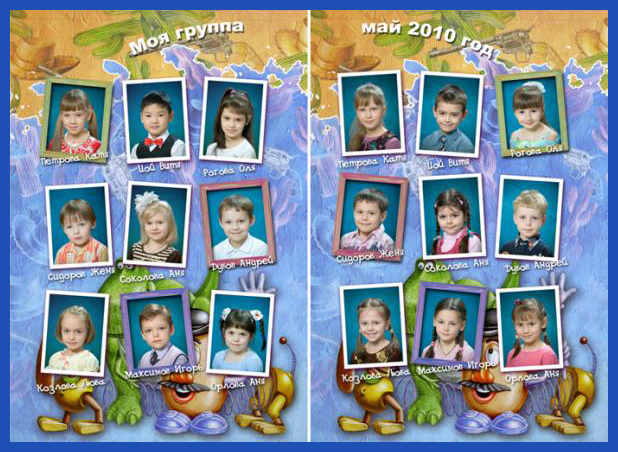 Моя группа
Петрова Катя
Цой Витя
Рогова Оля
Сидоров Женя
Соколова Аня
Дубов Андрей
Козлова Люба
Максимов Игорь
Орлова Аня
май 2010 год
Петрова Катя
Цой Витя
Рогова Оля
Сидоров Женя
Соколова Аня
Дубов Андрей
Козлова Люба
Максимов Игорь
Орлова Аня